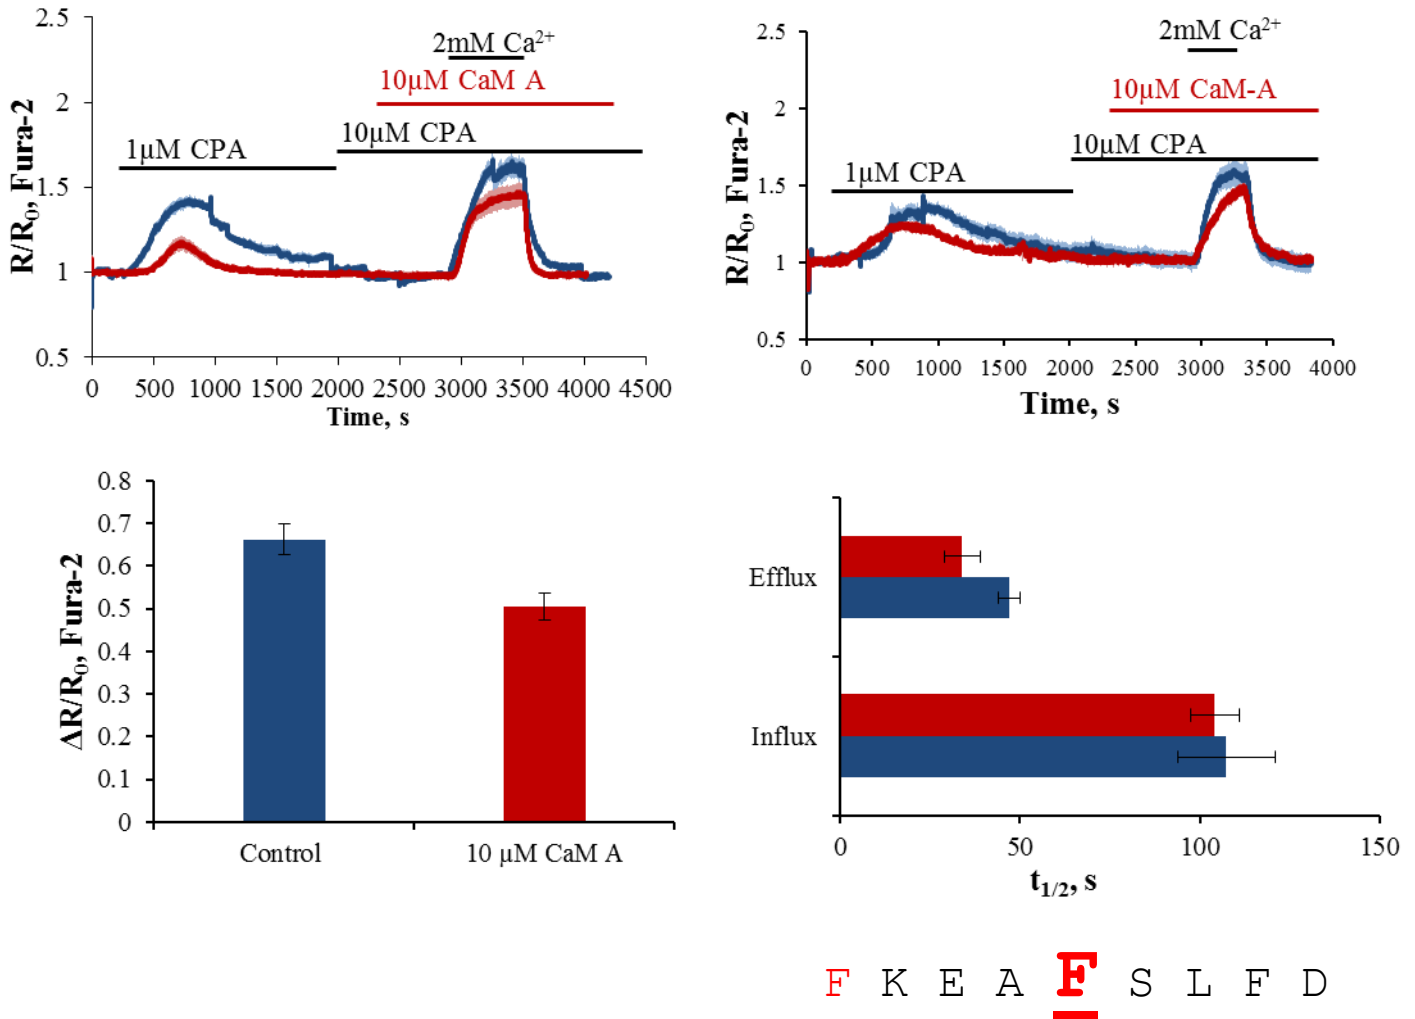 2.5
2
1.5
1
0.5
R/R0, Fura-2
2mM Ca²⁺
10µM CaM A
10µM CPA
1µM CPA
0 500 1000 1500 2000 2500 3000 3500 4000 4500
Time, s
2.5
2
1.5
1
0.5
R/R0, Fura-2
2mM Ca²⁺
10µM CaM-A
10µM CPA
1µM CPA
0 500 1000 1500 2000 2500 3000 3500 4000
Time, s
0.8
0.7
0.6
0.5
0.4
0.3
0.2
0.1
0
ΔR/R0, Fura-2
Control 10 µM CaM A
Efflux
Influx
0 50 100 150
t1/2, s
F K E A F S L F D